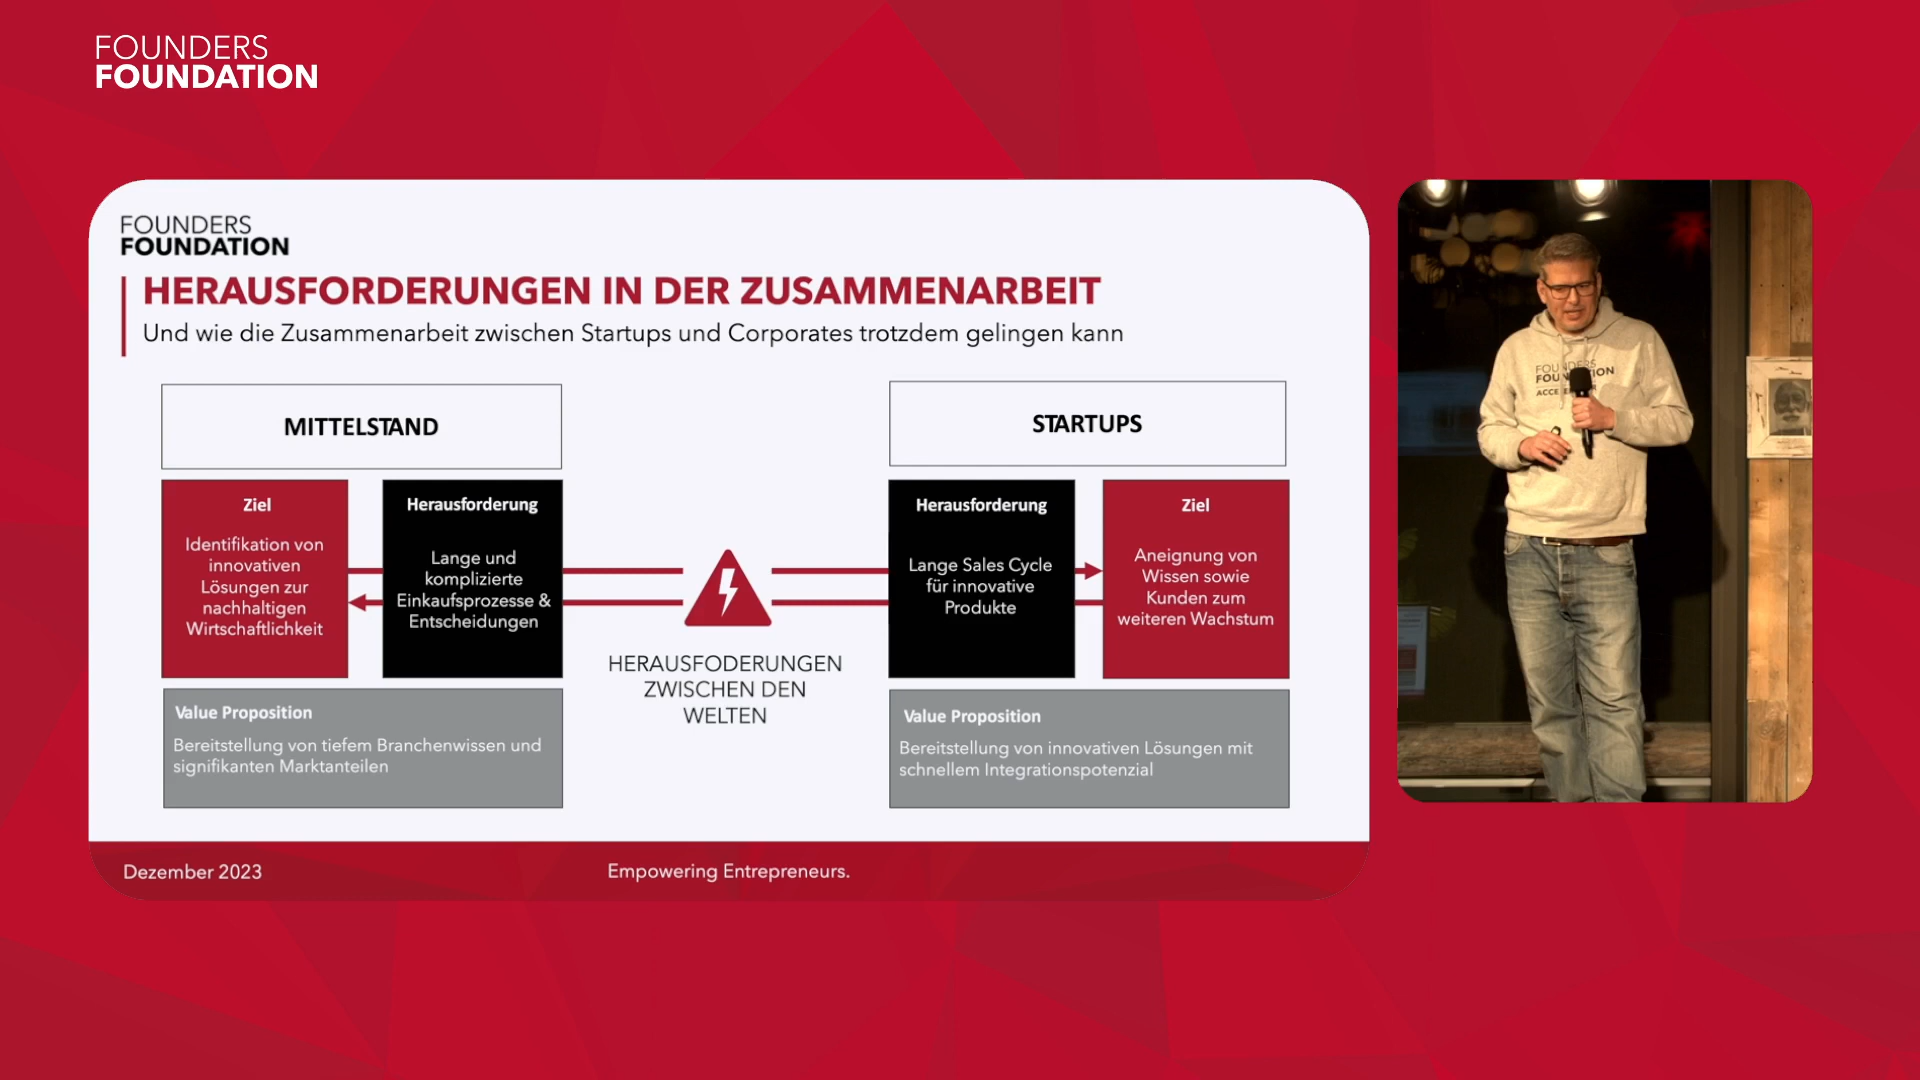 FOUNDERS
FOUNDATION
FOUNDERS
FOUNDATION
HERAUSFORDERUNGEN IN DER ZUSAMMENARBEIT
Und wie die Zusammenarbeit zwischen Startups und Corporates trotzdem gelingen kann
MITTELSTAND
Ziel
Identifikation von
innovativen
Lösungen zur
nachhaltigen
Wirtschaftlichkeit
Herausforderung
Lange und
komplizierte
Einkaufsprozesse &
Entscheidungen
Value Proposition
Bereitstellung von tiefem Branchenwissen und
signifikanten Marktanteilen
HERAUSFODERUNGEN
ZWISCHEN DEN
WELTEN
STARTUPS
Herausforderung
Lange Sales Cycle
für innovative
Produkte
Ziel
Aneignung von
Wissen sowie
Kunden zum
weiteren Wachstum
Value Proposition
Bereitstellung von innovativen Lösungen mit
schnellem Integrationspotenzial
Dezember 2023
Empowering Entrepreneurs.
FOUNDERS